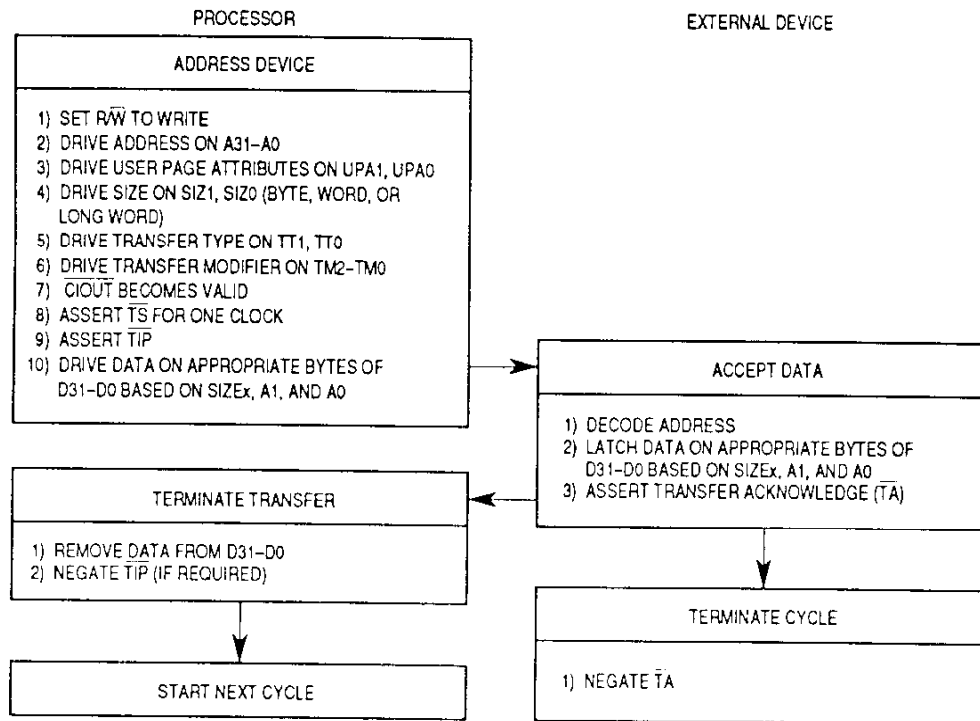 PROCESSOR
EXTERNAL DEVICE
ADDRESS DEVICE
1) SET R/W̅ TO WRITE
2) DRIVE ADDRESS ON A31–A0
3) DRIVE USER PAGE ATTRIBUTES ON UPA1, UPA0
4) DRIVE SIZE ON SIZ1, SIZ0 (BYTE, WORD, OR
LONG WORD)
5) DRIVE TRANSFER TYPE ON TT1, TT0
6) DRIVE TRANSFER MODIFIER ON TM2–TM0
7) C̅I̅O̅U̅T̅ BECOMES VALID
8) ASSERT T̅S̅ FOR ONE CLOCK
9) ASSERT T̅I̅P̅
10) DRIVE DATA ON APPROPRIATE BYTES OF
D31–D0 BASED ON SIZEx, A1, AND A0
ACCEPT DATA
1) DECODE ADDRESS
2) LATCH DATA ON APPROPRIATE BYTES OF
D31–D0 BASED ON SIZEx, A1, AND A0
3) ASSERT TRANSFER ACKNOWLEDGE (T̅A̅)
TERMINATE TRANSFER
1) REMOVE DATA FROM D31–D0
2) NEGATE T̅I̅P̅ (IF REQUIRED)
TERMINATE CYCLE
1) NEGATE T̅A̅
START NEXT CYCLE